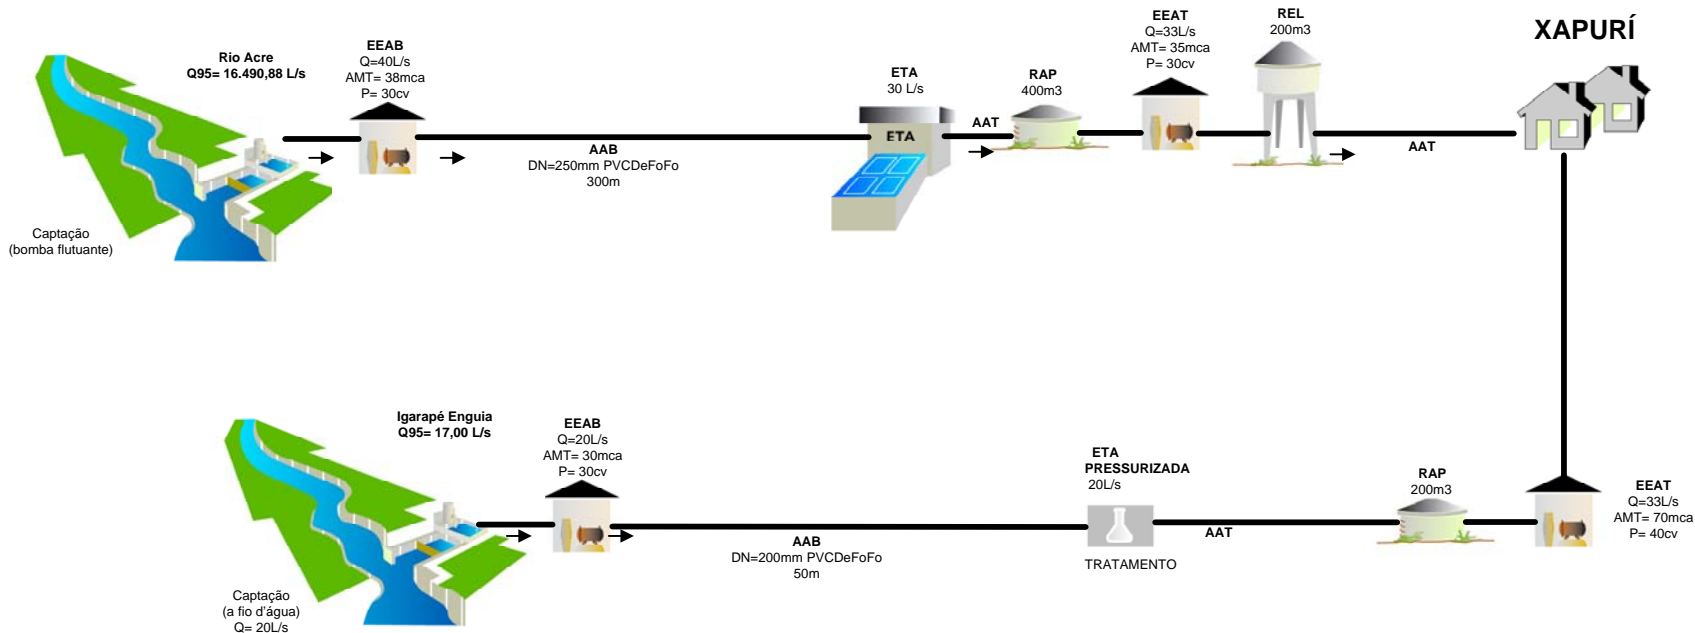 XAPURÍ
Rio Acre
Q95= 16.490,88 L/s
EEAB
Q=40L/s
AMT= 38mca
P= 30cv
AAB
DN=250mm PVCDeFoFo
300m
ETA
30 L/s
ETA
AAT
RAP
400m3
EEAT
Q=33L/s
AMT= 35mca
P= 30cv
REL
200m3
AAT
Captação
(bomba flutuante)
Igarapé Enguia
Q95= 17,00 L/s
EEAB
Q=20L/s
AMT= 30mca
P= 30cv
AAB
DN=200mm PVCDeFoFo
50m
ETA
PRESSURIZADA
20L/s
TRATAMENTO
AAT
RAP
200m3
EEAT
Q=33L/s
AMT= 70mca
P= 40cv
Captação
(a fio d'água)
Q= 20L/s